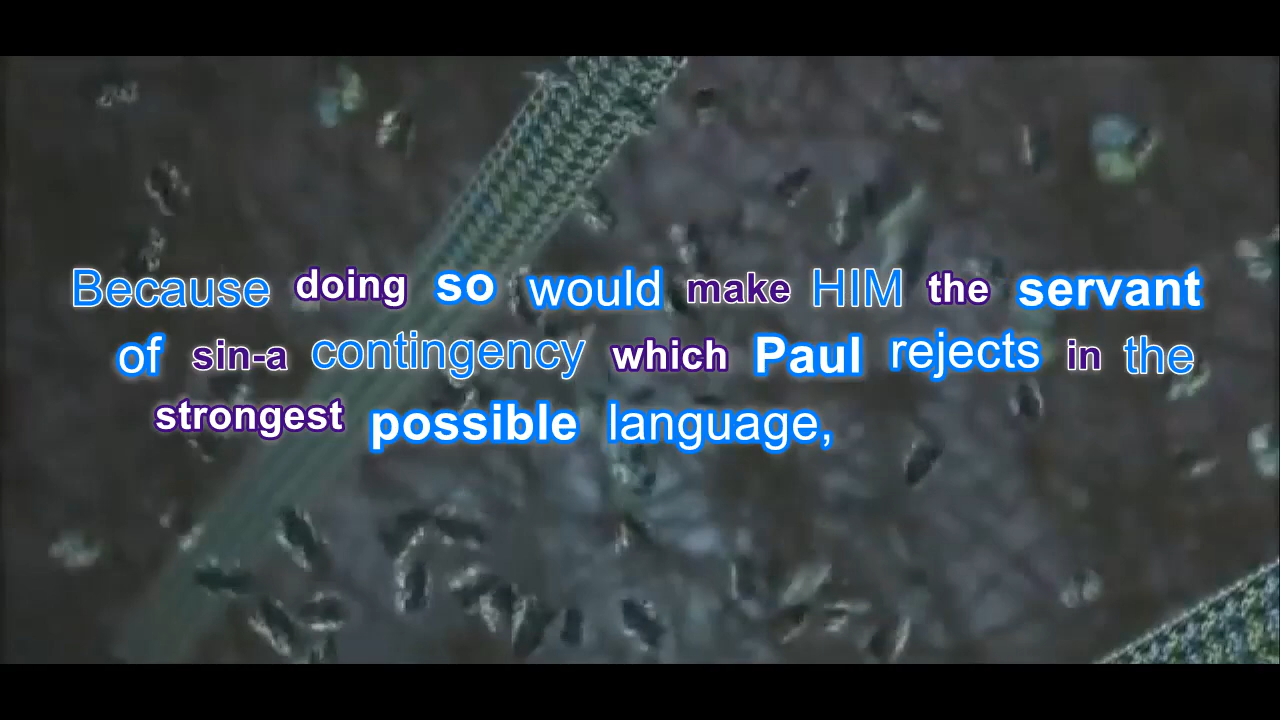 Because doing so would make HIM the servant
of sin-a contingency which Paul rejects in the
strongest possible language,